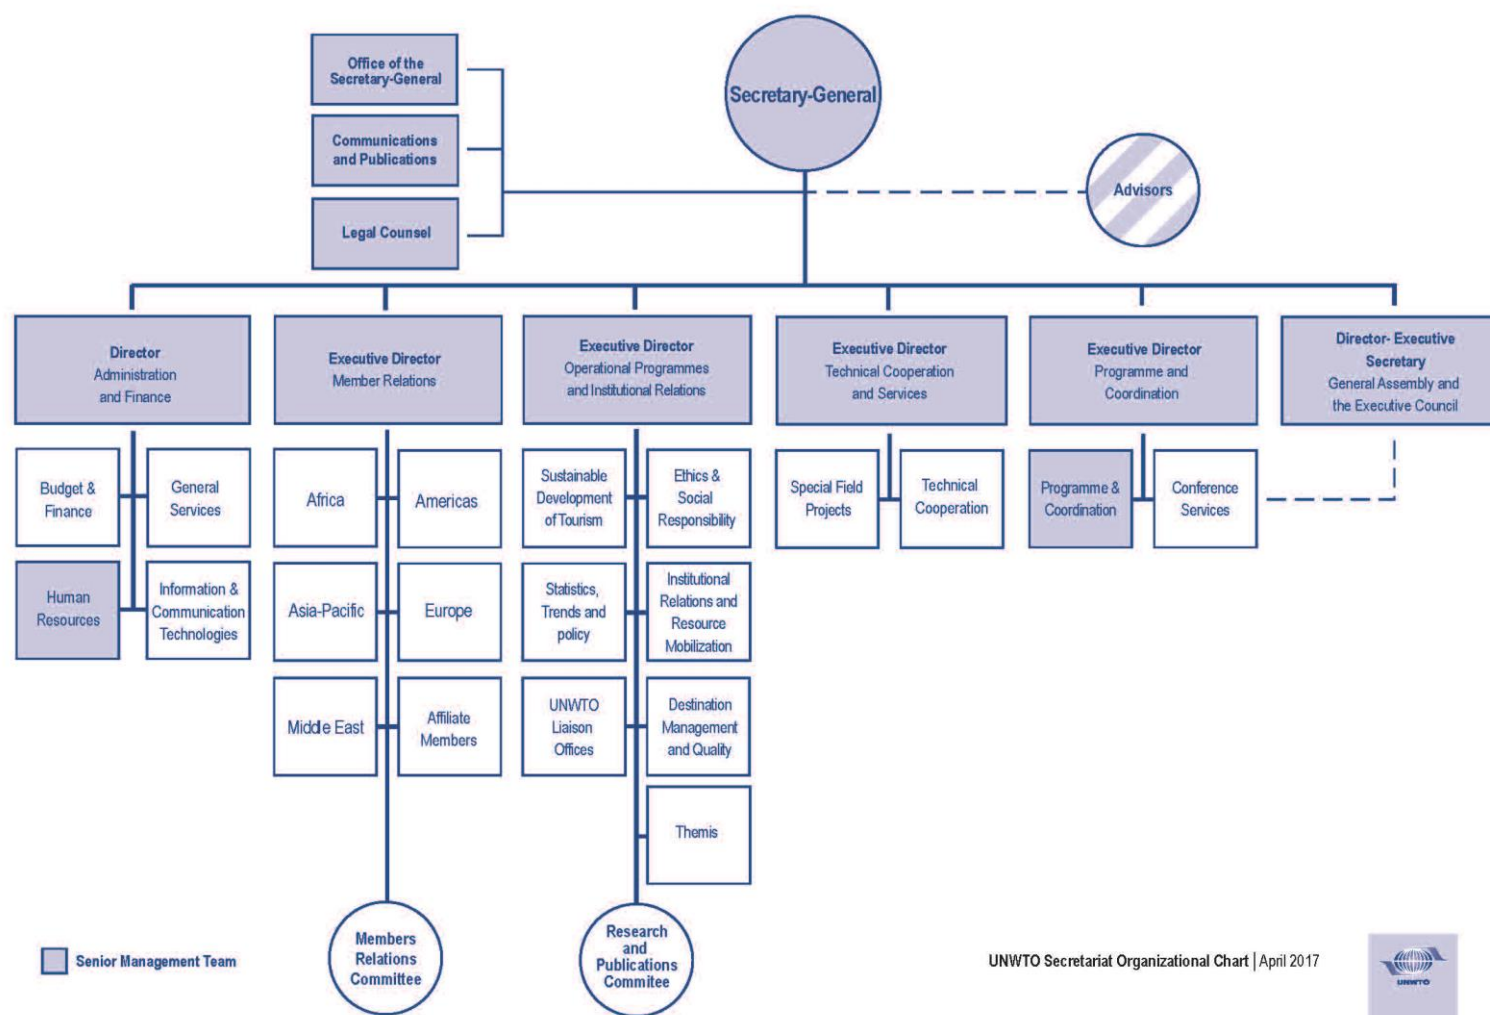 Office of the
Secretary-General
Communications
and Publications
Legal Counsel
Secretary-General
Advisors
Director
Administration
and Finance
Executive Director
Member Relations
Executive Director
Operational Programmes
and Institutional Relations
Executive Director
Technical Cooperation
and Services
Executive Director
Programme and
Coordination
Director- Executive
Secretary
General Assembly and
the Executive Council
Budget &
Finance
General
Services
Human
Resources
Information &
Communication
Technologies
Africa
Americas
Asia-Pacific
Europe
Middle East
Affiliate
Members
Members
Relations
Committee
Sustainable
Development
of Tourism
Ethics &
Social
Responsibility
Statistics,
Trends and
policy
Institutional
Relations and
Resource
Mobilization
UNWTO
Liaison
Offices
Destination
Management
and Quality
Themis
Research
and
Publications
Commitee
Special Field
Projects
Technical
Cooperation
Programme &
Coordination
Conference
Services
Senior Management Team
UNWTO Secretariat Organizational Chart | April 2017
UNWTO